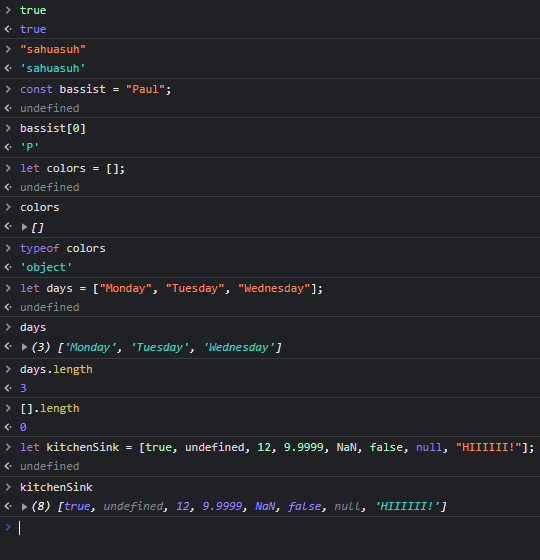 true
true
"sahuasuh"
'sahuasuh'
const bassist = "Paul";
undefined
bassist[0]
'P'
let colors = [];
undefined
colors
[]
typeof colors
'object'
let days = ["Monday", "Tuesday", "Wednesday"];
undefined
days
(3) ['Monday', 'Tuesday', 'Wednesday']
days.length
3
[].length
0
let kitchenSink = [true, undefined, 12, 9.9999, NaN, false, null, "HIIIIII!"];
undefined
kitchenSink
(8) [true, undefined, 12, 9.9999, NaN, false, null, 'HIIIIII!']